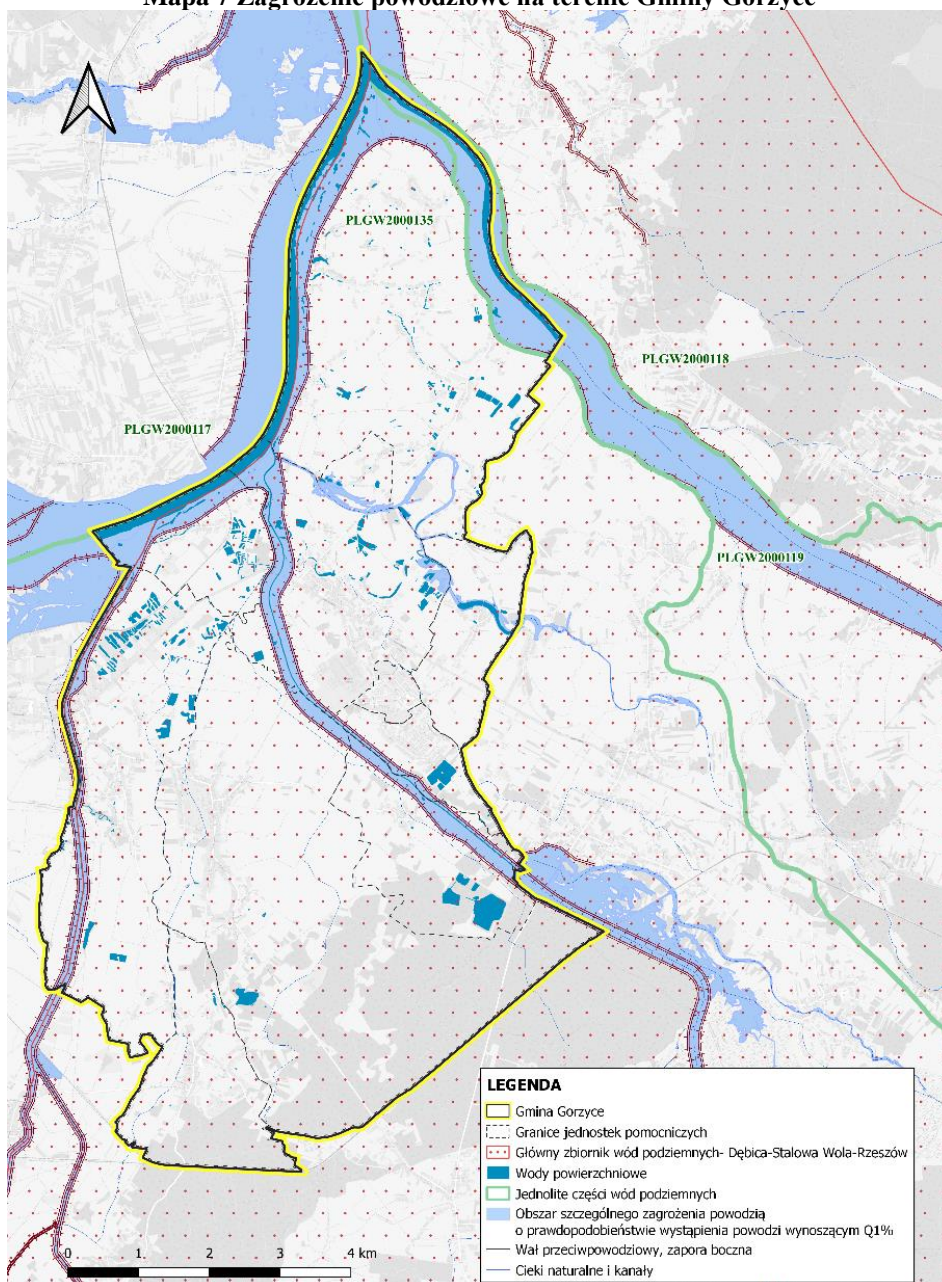 Mapa 7 Zagrożenie powodziowe na terenie Gminy Gorzyce
PLGW2000135
PLGW2000118
PLGW2000117
PLGW2000119
LEGENDA
Gmina Gorzyce
Granice jednostek pomocniczych
Główny zbiornik wód podziemnych- Dębica-Stalowa Wola-Rzeszów
Wody powierzchniowe
Jednolite części wód podziemnych
Obszar szczególnego zagrożenia powodzią
o prawdopodobieństwie wystąpienia powodzi wynoszącym Q1%
Wał przeciwpowodziowy, zapora boczna
Cieki naturalne i kanały
0 1 2 3 4 km